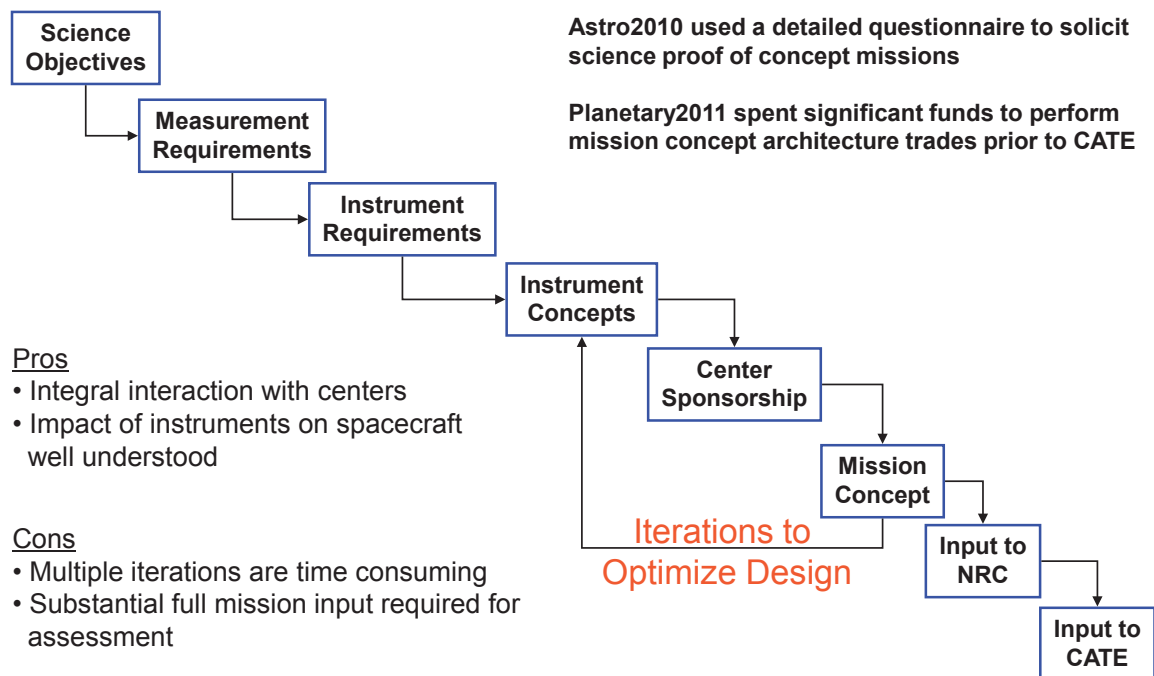 Science
Objectives
Astro2010 used a detailed questionnaire to solicit
science proof of concept missions
Planetary2011 spent significant funds to perform
mission concept architecture trades prior to CATE
Measurement
Requirements
Instrument
Requirements
Instrument
Concepts
Center
Sponsorship
Mission
Concept
Input to
NRC
Input to
CATE
Iterations to
Optimize Design
Pros
• Integral interaction with centers
• Impact of instruments on spacecraft
well understood
Cons
• Multiple iterations are time consuming
• Substantial full mission input required for
assessment